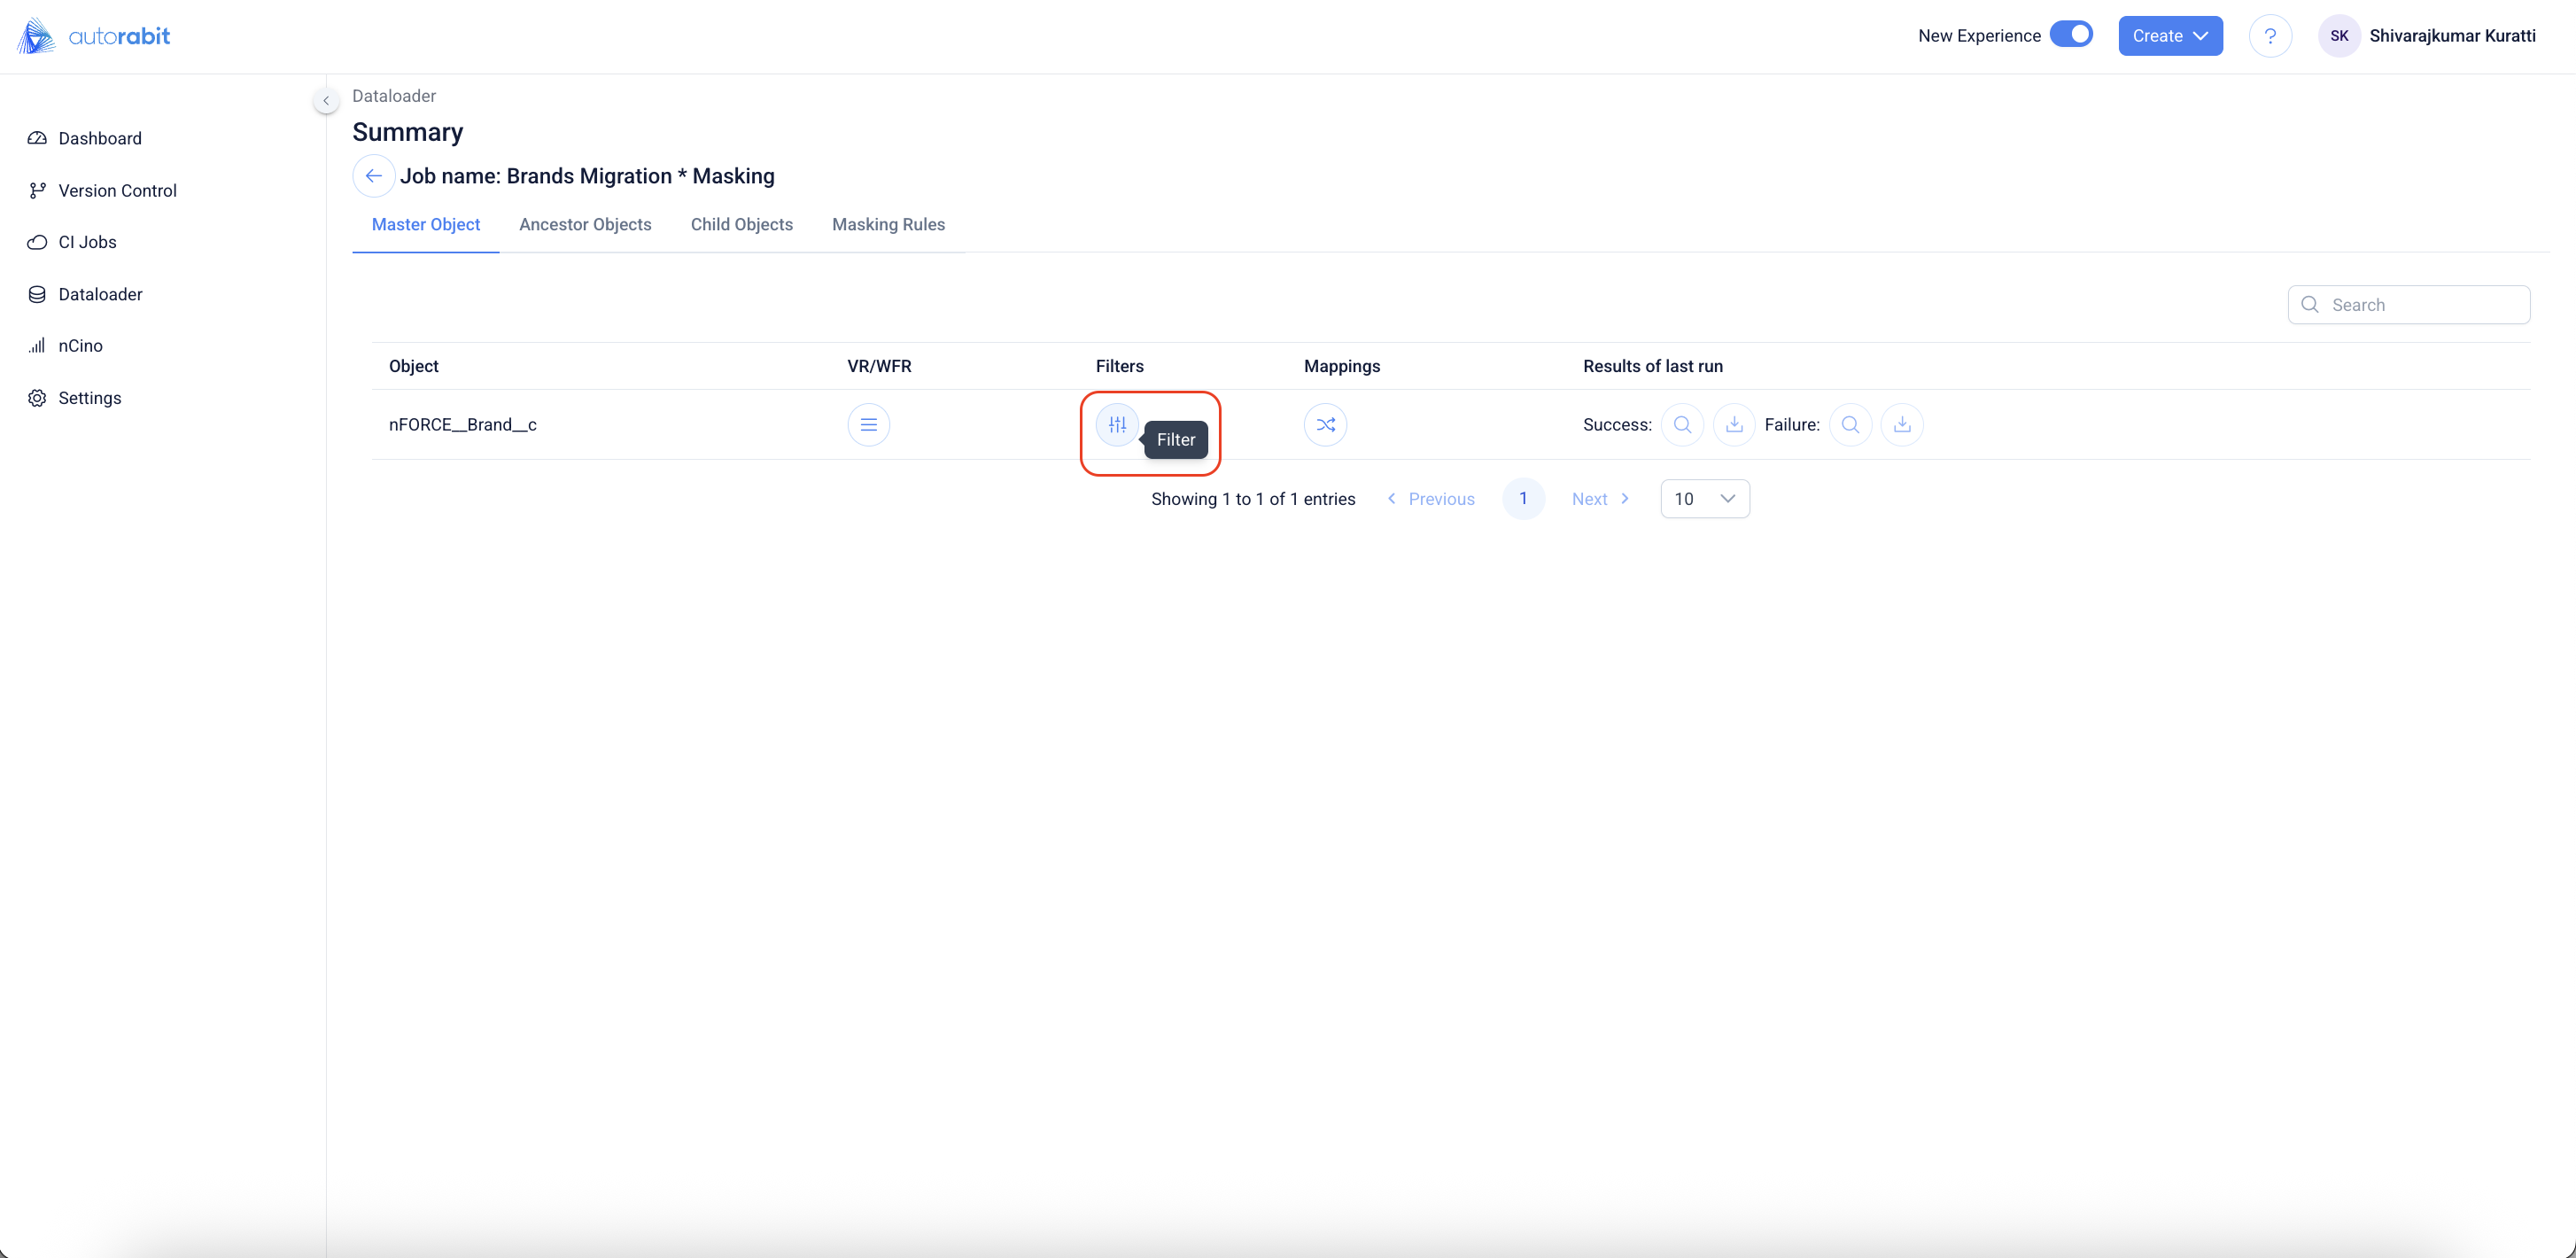 autorabit
New Experience
Create
?
SK
Shivarajkumar Kuratti
Dashboard
Version Control
CI Jobs
Dataloader
nCino
Settings
Dataloader
Summary
Job name: Brands Migration * Masking
Master Object Ancestor Objects Child Objects Masking Rules
Search
Object VR/WFR Filters Mappings Results of last run
nFORCE__Brand__c Filter Success: Failure:
Showing 1 to 1 of 1 entries Previous 1 Next 10